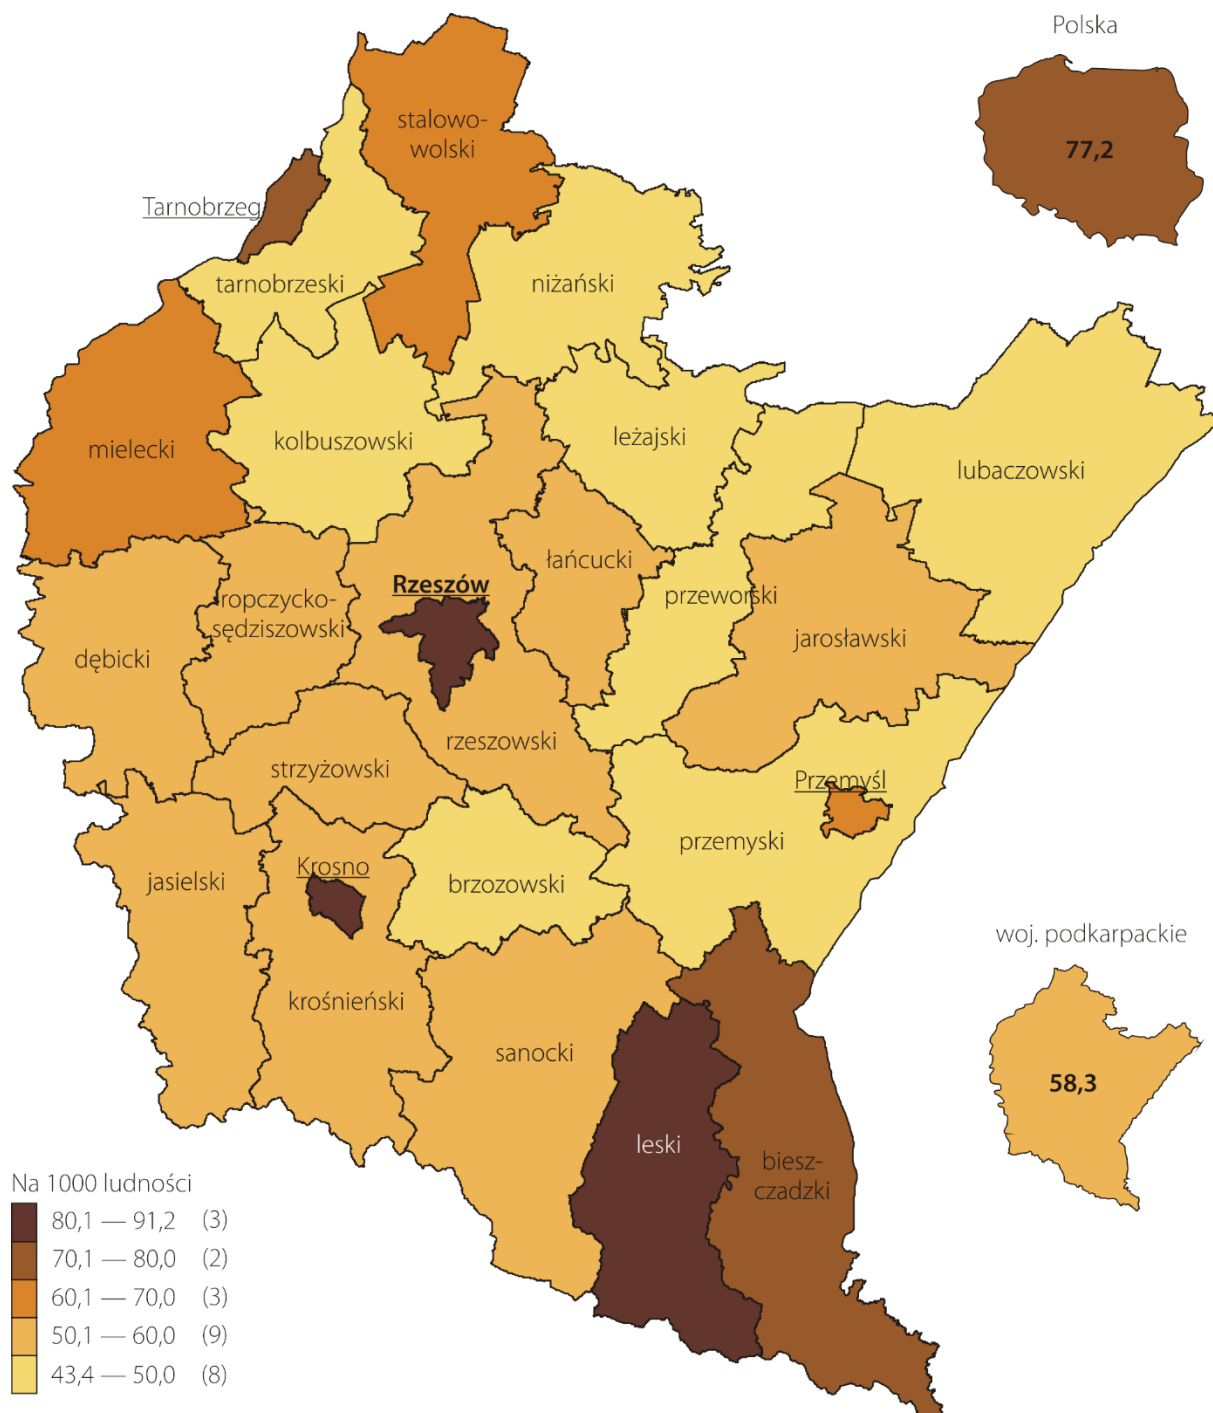 Polska
77,2
stalowo-
wolski
Tarnobrzeg
tarnobrzeski
niżański
mielecki
kolbuszowski
leżajski
lubaczowski
łańcucki
Rzeszów
ropczycko-
sędziszowski
przeworski
jarosławski
dębicki
rzeszowski
strzyżowski
Przemyśl
przemyski
Krosno
jasielski
brzozowski
woj. podkarpackie
58,3
krośnieński
sanocki
leski
biesz-
czadzki
Na 1000 ludności
80,1 — 91,2 (3)
70,1 — 80,0 (2)
60,1 — 70,0 (3)
50,1 — 60,0 (9)
43,4 — 50,0 (8)